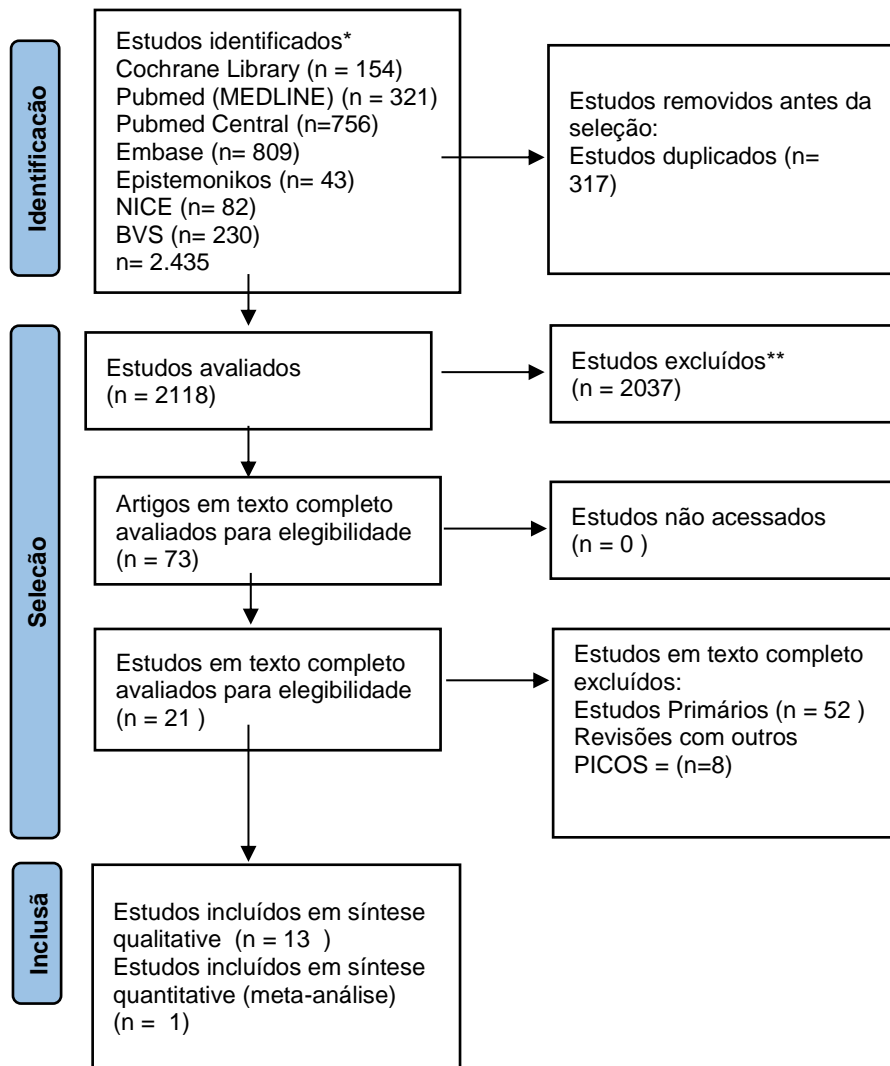 Identificacão
Estudos identificados*
Cochrane Library (n = 154)
Pubmed (MEDLINE) (n = 321)
Pubmed Central (n=756)
Embase (n= 809)
Epistemonikos (n= 43)
NICE (n= 82)
BVS (n= 230)
n= 2.435
Estudos removidos antes da
seleção:
Estudos duplicados (n=
317)
Selecão
Estudos avaliados
(n = 2118)
Estudos excluídos**
(n = 2037)
Artigos em texto completo
avaliados para elegibilidade
(n = 73)
Estudos não acessados
(n = 0 )
Estudos em texto completo
avaliados para elegibilidade
(n = 21 )
Estudos em texto completo
excluídos:
Estudos Primários (n = 52 )
Revisões com outros
PICOS = (n=8)
Inclusã
Estudos incluídos em síntese
qualitative (n = 13 )
Estudos incluídos em síntese
quantitative (meta-análise)
(n = 1)